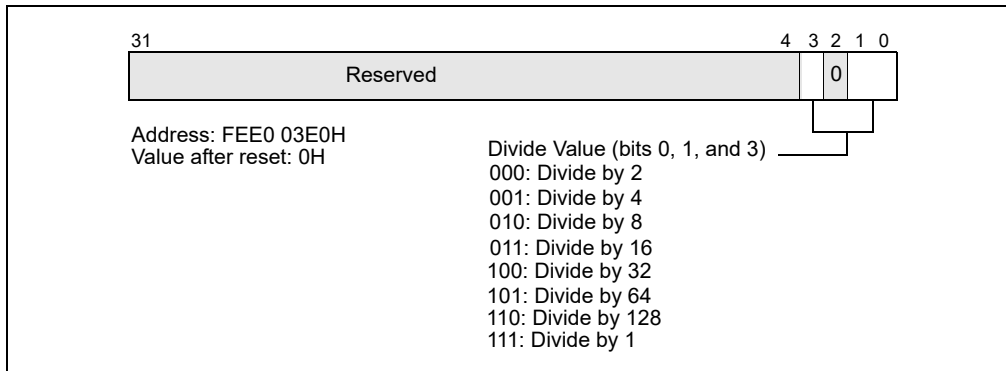 31 4 3 2 1 0
Reserved 0
Address: FEE0 03E0H
Value after reset: 0H
Divide Value (bits 0, 1, and 3)
000: Divide by 2
001: Divide by 4
010: Divide by 8
011: Divide by 16
100: Divide by 32
101: Divide by 64
110: Divide by 128
111: Divide by 1